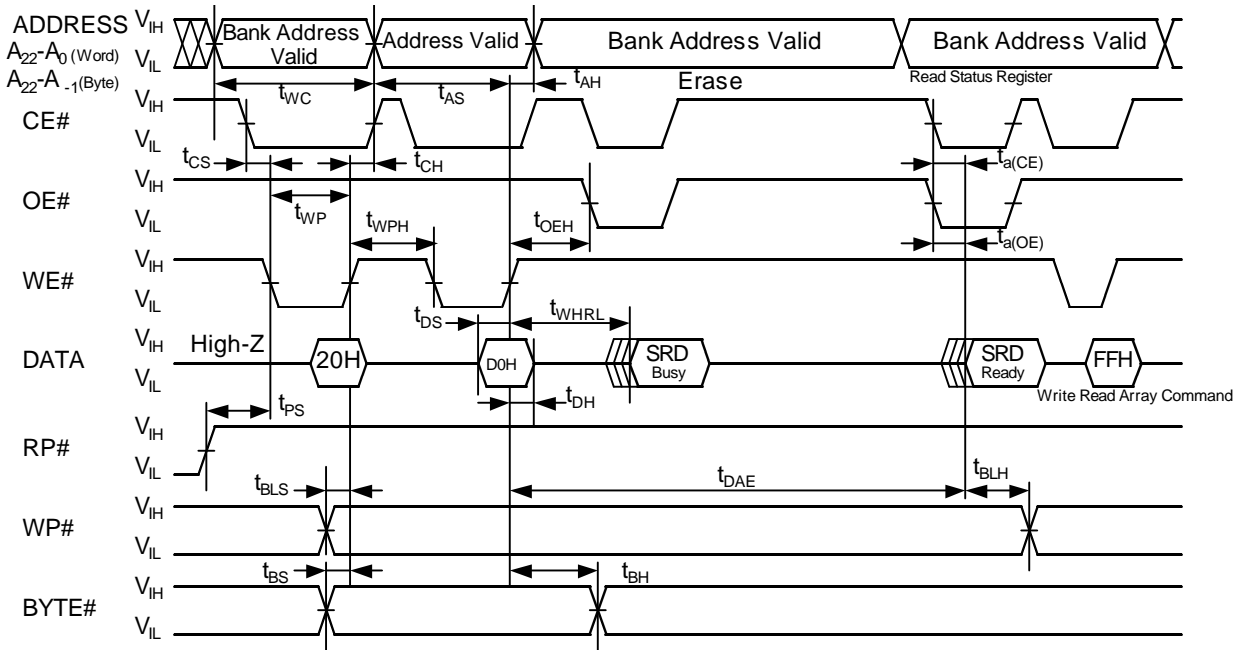 ADDRESS VIH Bank Address Valid Address Valid Bank Address Valid Bank Address Valid
A22-A0 (Word) VIL
A22-A -1(Byte) tWC tAS tAH Erase Read Status Register
CE# VIH
VIL
tCS tCH ta(CE)
OE# VIH
VIL
tWP tWPH tOEH ta(OE)
WE# VIH
VIL
tDS tWHRL
DATA VIH High-Z 20H D0H SRD Busy SRD Ready FFH
VIL
tPS tDH Write Read Array Command
RP# VIH
VIL
tBLS tDAE tBLH
WP# VIH
VIL
tBS tBH
BYTE# VIH
VIL